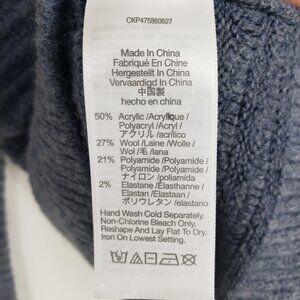 CKP475860627
Made In China
Fabriqué En Chine
Hergestellt In China
Vervaardigd In China
中国製
hecho en china
50% Acrylic /Acrylique /
Polyacryl /Acryl /
アクリル /acrílico
27% Wool /Laine /Wolle /
Wol /毛 /lana
21% Polyamide /Polyamide /
Polyamid /Polyamide /
ナイロン /poliamida
2% Elastane /Élasthanne /
Elastan /Elastaan /
ポリウレタン /elastano
Hand Wash Cold Separately.
Non-Chlorine Bleach Only.
Reshape And Lay Flat To Dry.
Iron On Lowest Setting.